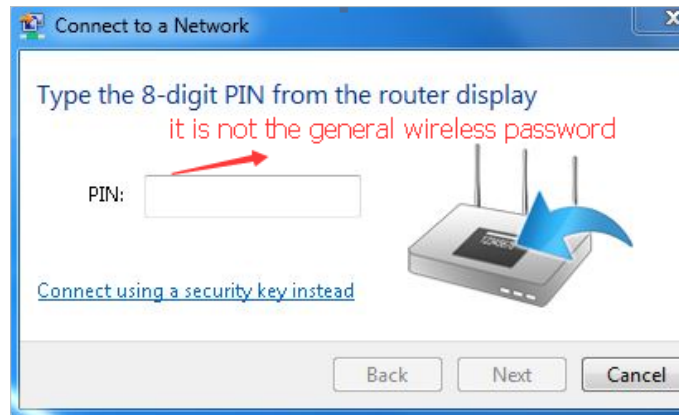 Connect to a Network
Type the 8-digit PIN from the router display
it is not the general wireless password
PIN:
12345670
Connect using a security key instead
Back
Next
Cancel